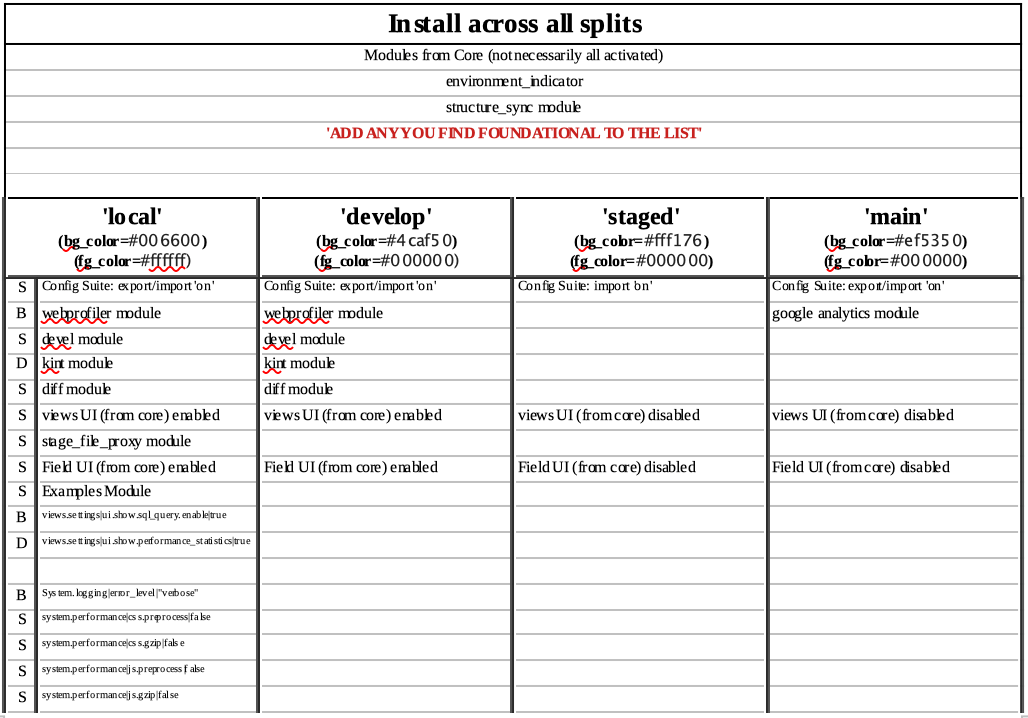 Install across all splits
Modules from Core (not necessarily all activated)
environment_indicator
structure_sync module
'ADD ANY YOU FIND FOUNDATIONAL TO THE LIST'
'local' 'develop' 'staged' 'main'
(bg_color=#006600) (bg_color=#4caf50) (bg_color=#fff176) (bg_color=#ef5350)
(fg_color=#ffffff) (fg_color=#000000) (fg_color=#000000) (fg_color=#000000)
S Config Suite: export/import 'on' Config Suite: export/import 'on' Config Suite: import bn' Config Suite: export/import 'on'
B webprofiler module webprofiler module google analytics module
S devel module devel module
D kint module kint module
S diff module diff module
S views UI (from core) enabled views UI (from core) enabled views UI (from core) disabled views UI (from core) disabled
S stage_file_proxy module
S Field UI (from core) enabled Field UI (from core) enabled Field UI (from core) disabled Field UI (from core) disabled
S Examples Module
B views.settings|ui.show.sql_query.enable|true
D views.settings|ui.show.performance_statistics|true
B System.logging|error_level|"verbose"
S system.performance|css.preprocess|false
S system.performance|css.gzip|false
S system.performance|js.preprocess|false
S system.performance|js.gzip|false